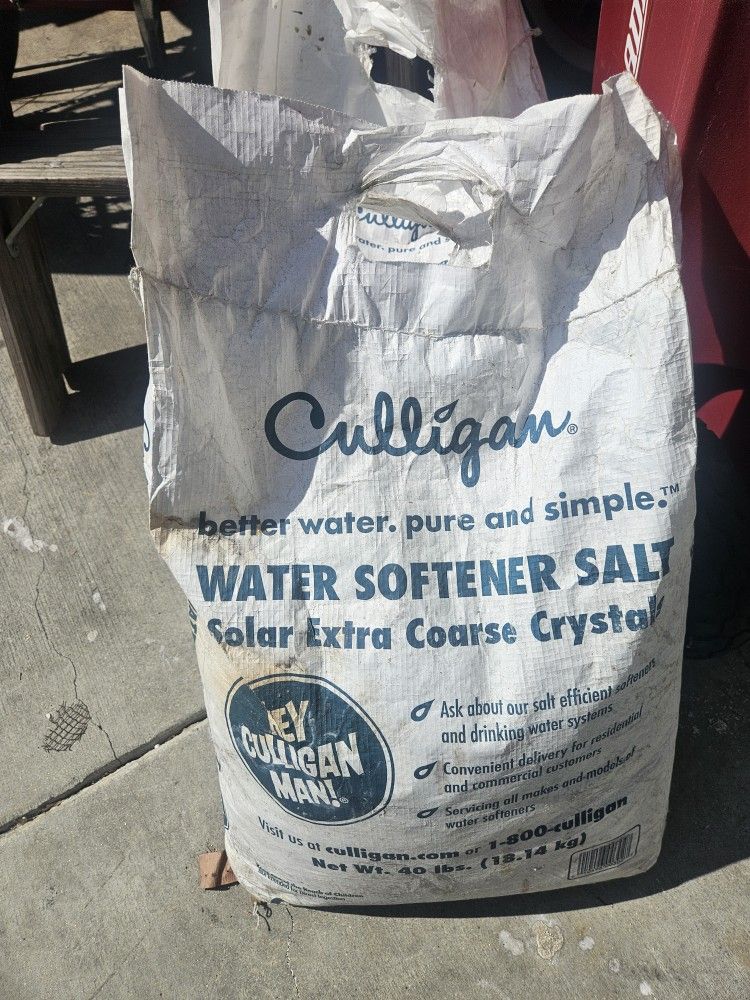 Culligan®
better water. pure and simple.™
WATER SOFTENER SALT
Solar Extra Coarse Crystals
HEY
CULLIGAN
MAN!®
Ask about our salt efficient softeners
and drinking water systems
Convenient delivery for residential
and commercial customers
Servicing all makes and models of
water softeners
Visit us at culligan.com or 1-800-culligan
Net Wt. 40 lbs. (18.14 kg)